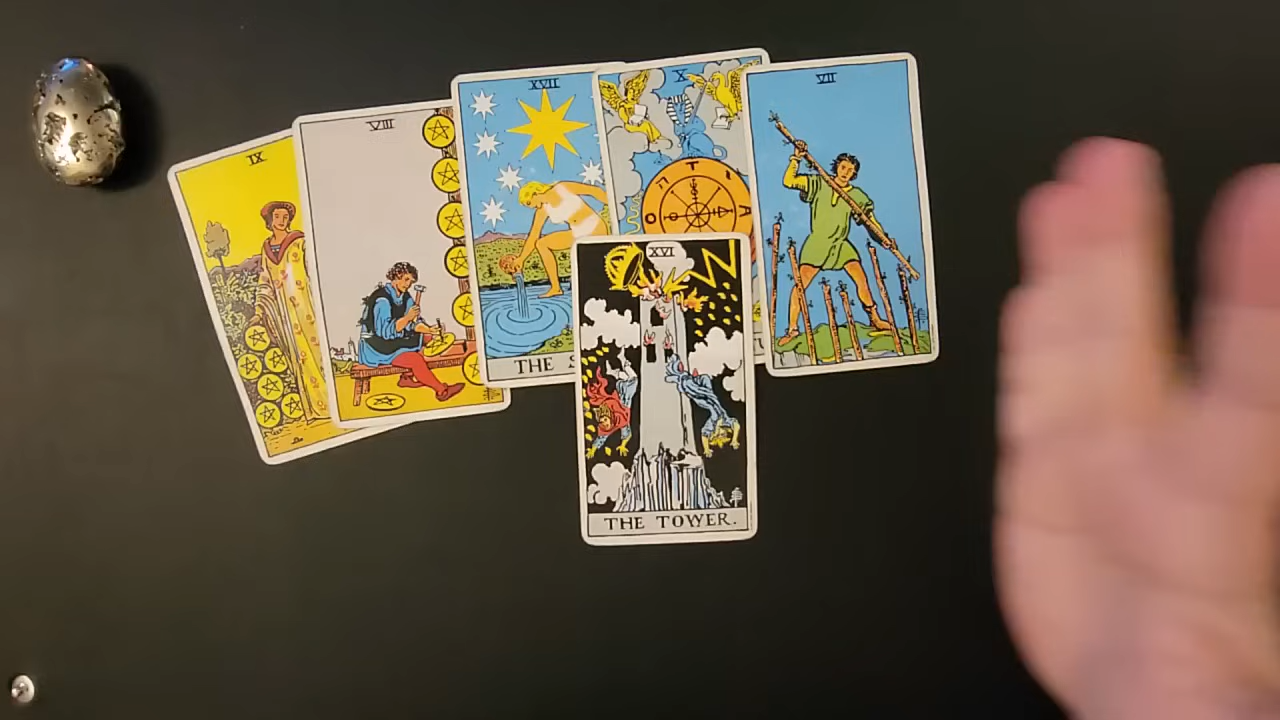 IX
VIII
XVII
X
VII
THE S
T
A
O
XVI
THE TOWER.